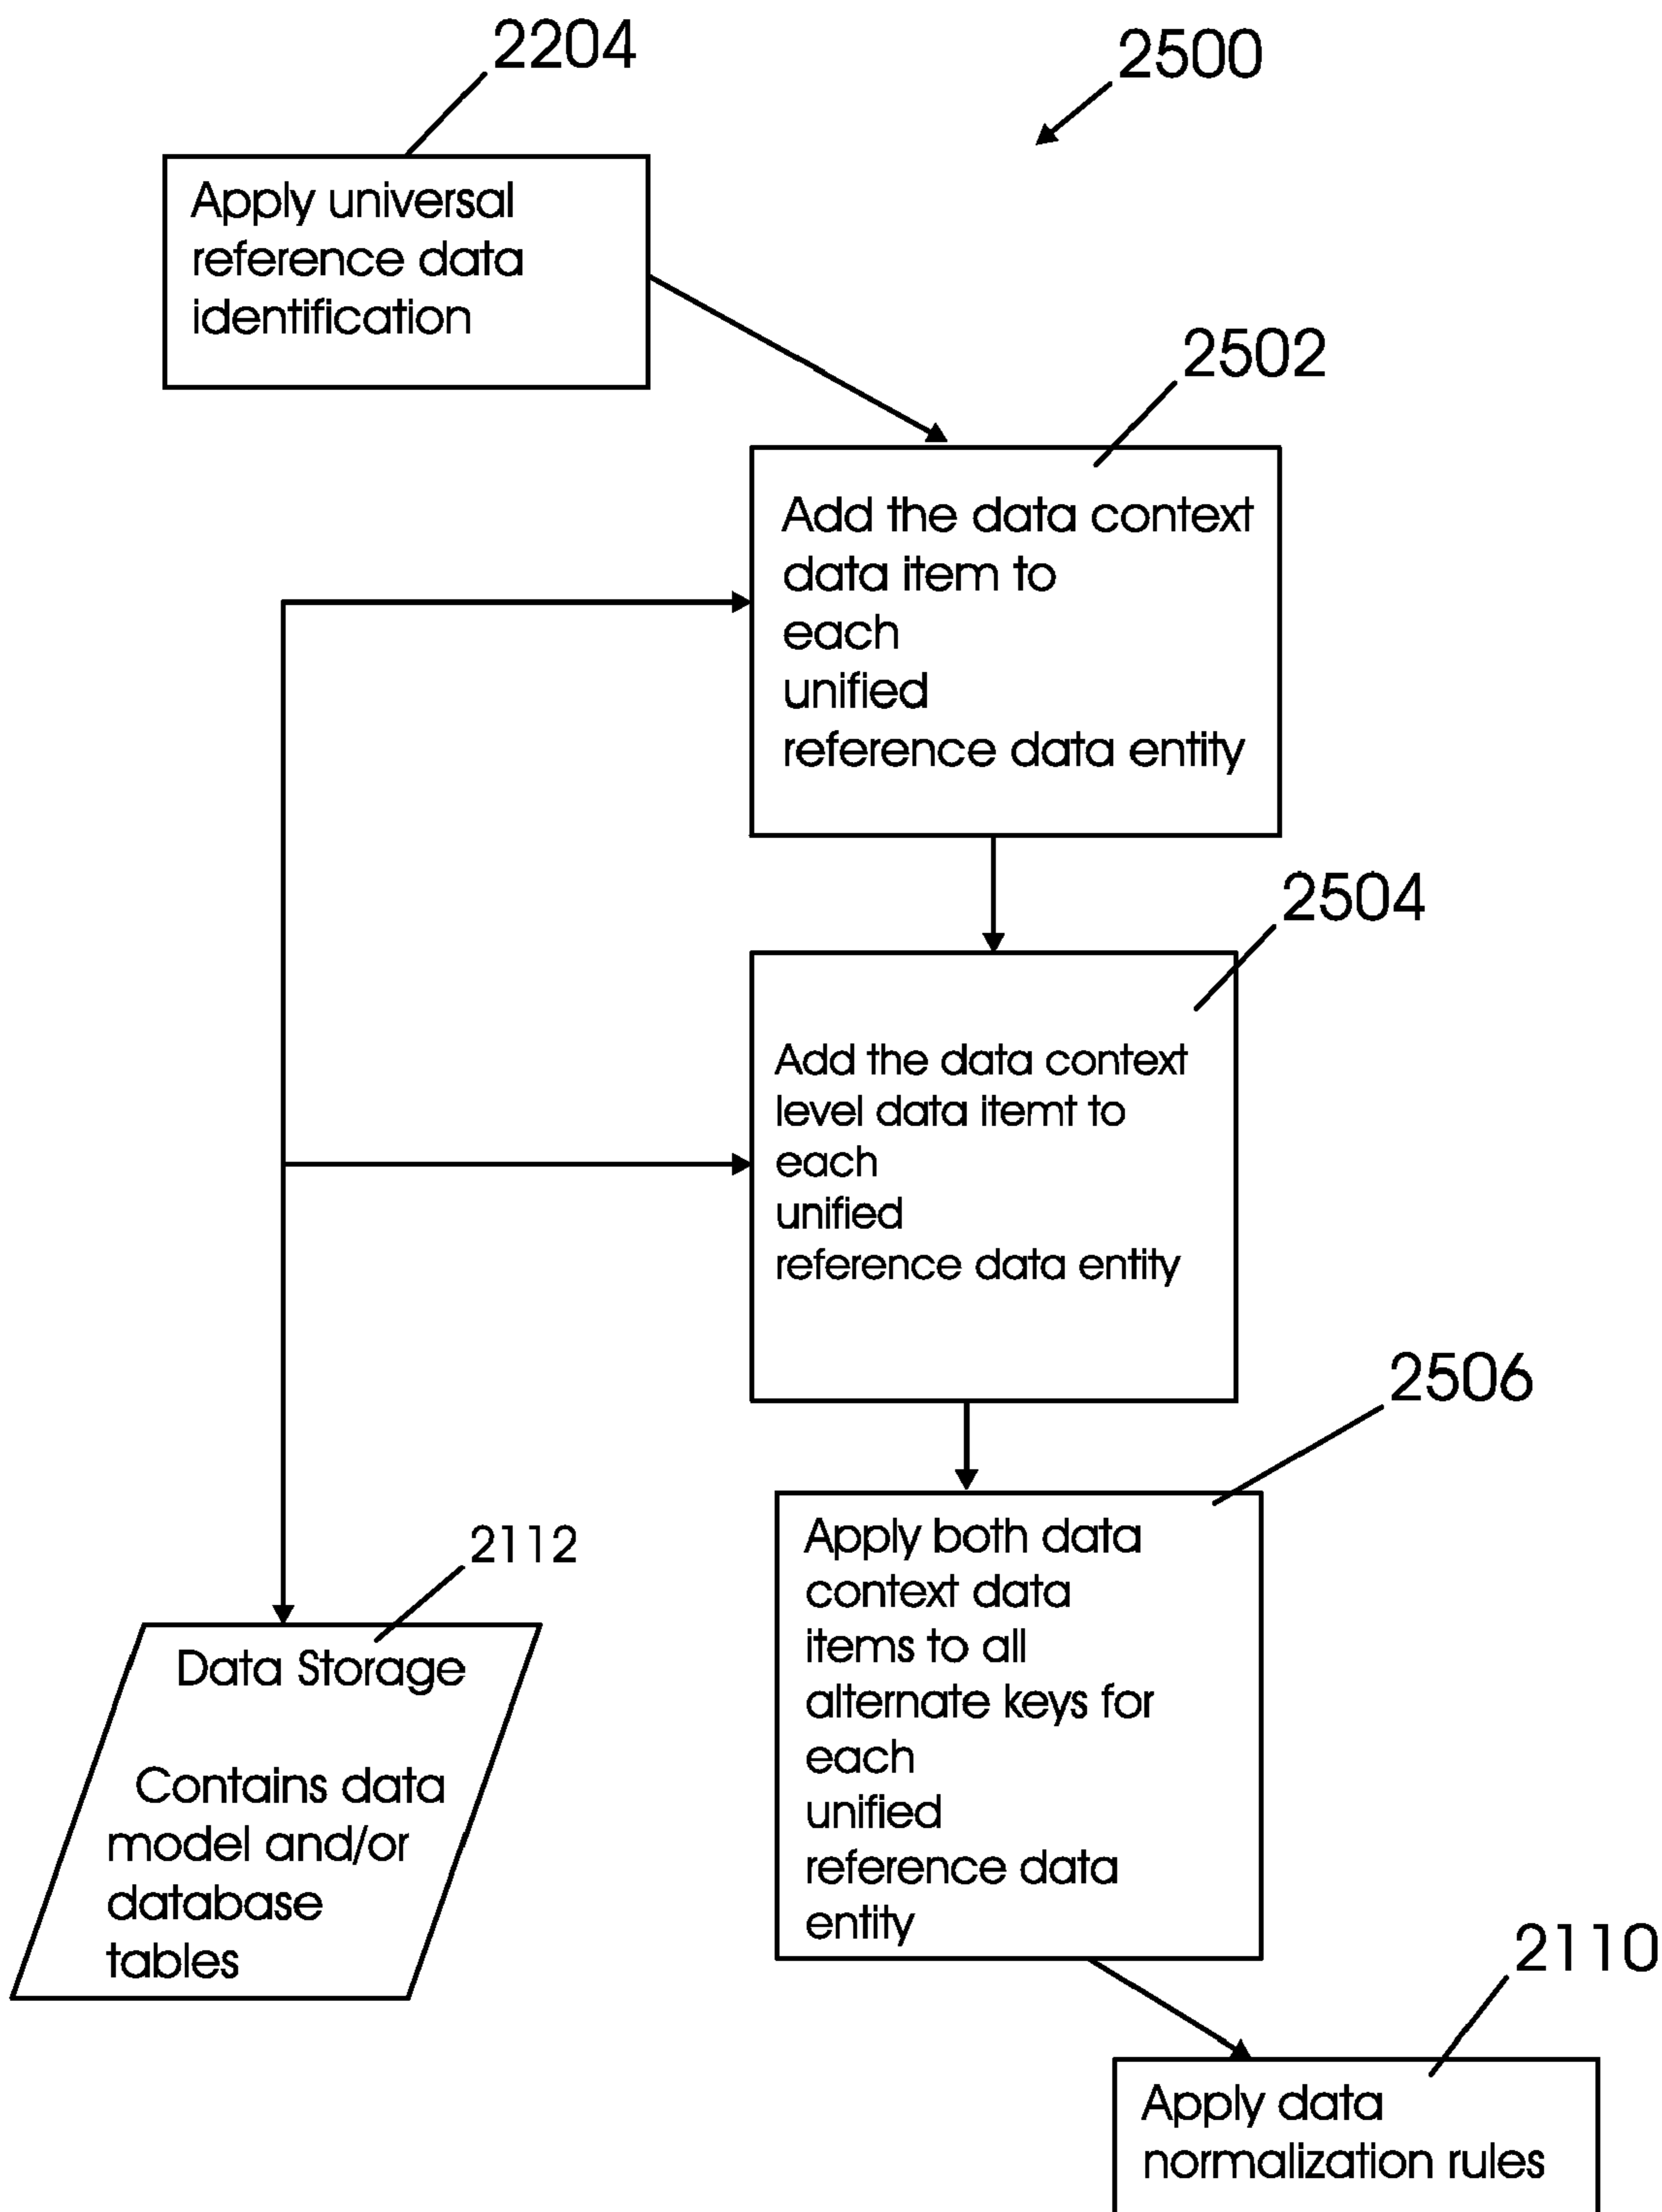 2204
2500
Apply universal
reference data
identification
2502
Add the data context
data item to
each
unified
reference data entity
2504
Add the data context
level data itemt to
each
unified
reference data entity
2506
Apply both data
context data
items to all
alternate keys for
each
unified
reference data
entity
2112
Data Storage
Contains data
model and/or
database
tables
2110
Apply data
normalization rules